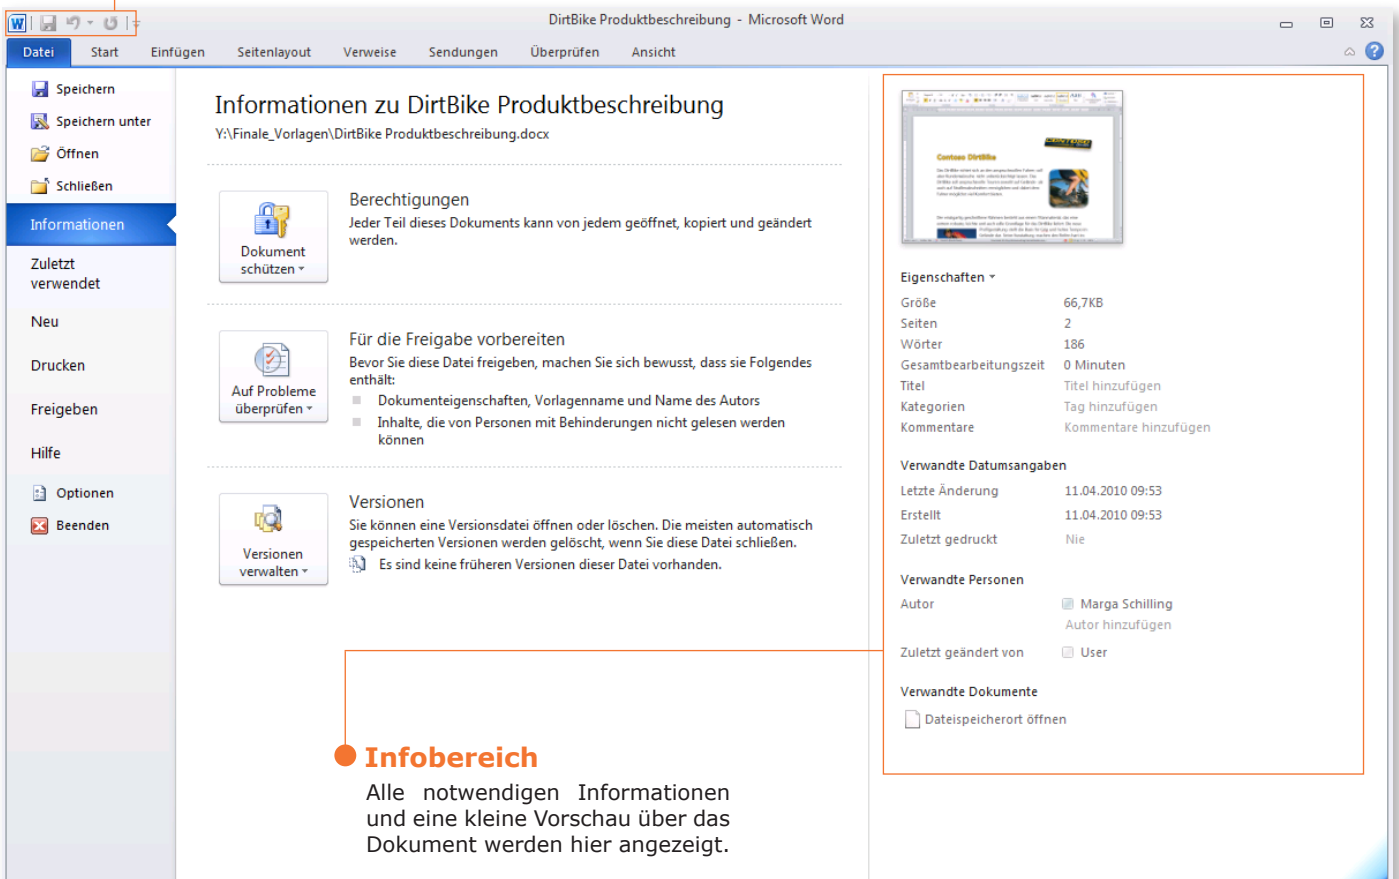 DirtBike Produktbeschreibung - Microsoft Word
Datei Start Einfügen Seitenlayout Verweise Sendungen Überprüfen Ansicht
Speichern
Speichern unter
Öffnen
Schließen
Informationen
Zuletzt
verwendet
Neu
Drucken
Freigeben
Hilfe
Optionen
Beenden
Informationen zu DirtBike Produktbeschreibung
Y:\Finale_Vorlagen\DirtBike Produktbeschreibung.docx
Dokument
schützen
Berechtigungen
Jeder Teil dieses Dokuments kann von jedem geöffnet, kopiert und geändert
werden.
Auf Probleme
überprüfen
Für die Freigabe vorbereiten
Bevor Sie diese Datei freigeben, machen Sie sich bewusst, dass sie Folgendes
enthält:
Dokumenteigenschaften, Vorlagenname und Name des Autors
Inhalte, die von Personen mit Behinderungen nicht gelesen werden
können
Versionen
verwalten
Versionen
Sie können eine Versionsdatei öffnen oder löschen. Die meisten automatisch
gespeicherten Versionen werden gelöscht, wenn Sie diese Datei schließen.
Es sind keine früheren Versionen dieser Datei vorhanden.
Contoso DirtBike
Eigenschaften
Größe 66,7KB
Seiten 2
Wörter 186
Gesamtbearbeitungszeit 0 Minuten
Titel Titel hinzufügen
Kategorien Tag hinzufügen
Kommentare Kommentare hinzufügen
Verwandte Datumsangaben
Letzte Änderung 11.04.2010 09:53
Erstellt 11.04.2010 09:53
Zuletzt gedruckt Nie
Verwandte Personen
Autor Marga Schilling
Autor hinzufügen
Zuletzt geändert von User
Verwandte Dokumente
Dateispeicherort öffnen
Infobereich
Alle notwendigen Informationen
und eine kleine Vorschau über das
Dokument werden hier angezeigt.